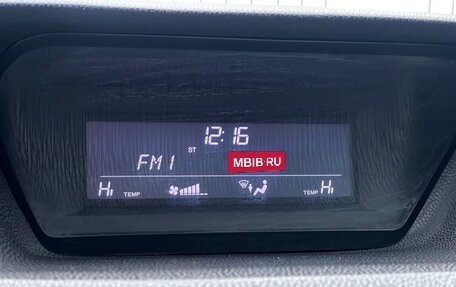 12:16
ST
FM1
MBIB·RU
Hi TEMP
TEMP Hi